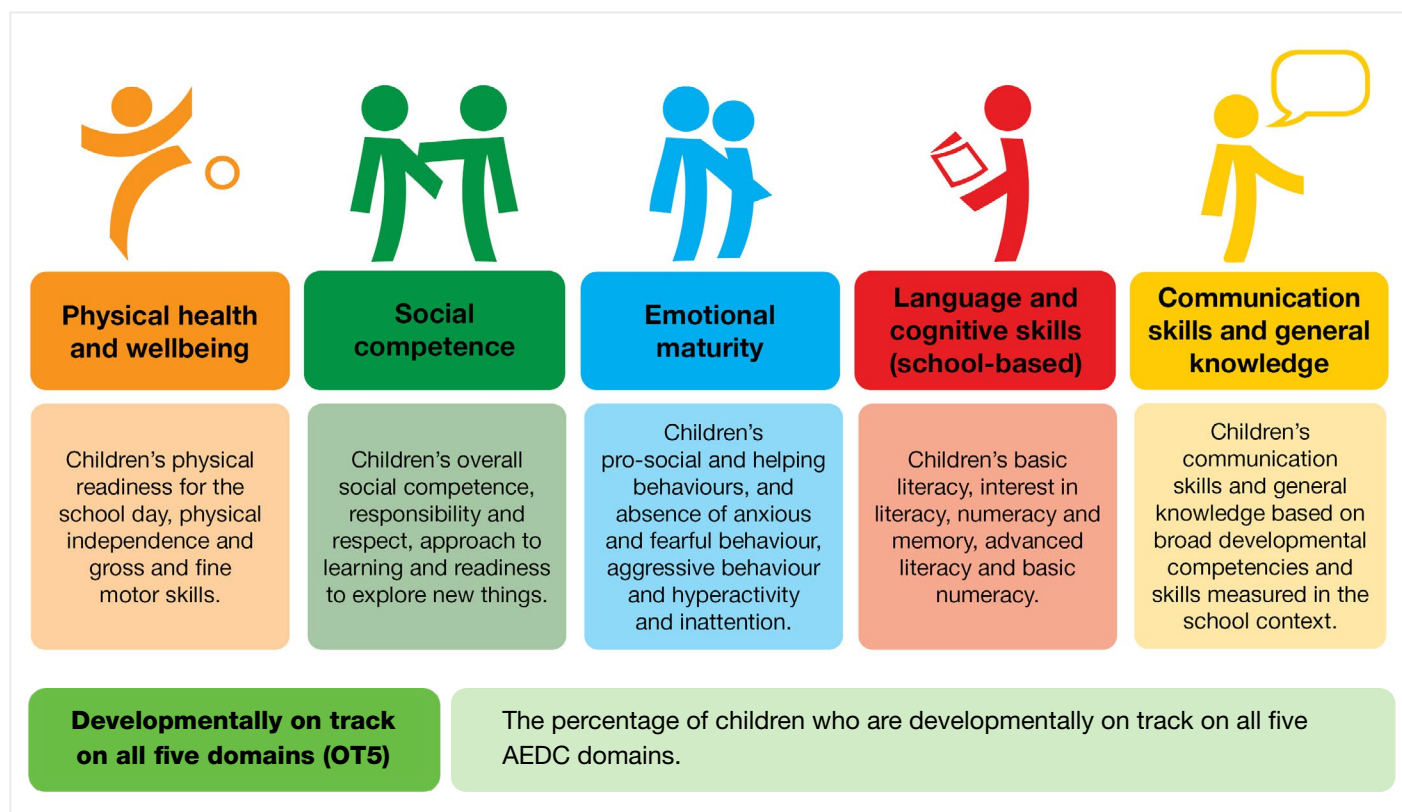 Physical health
and wellbeing
Social
competence
Emotional
maturity
Language and
cognitive skills
(school-based)
Communication
skills and general
knowledge
Children’s physical
readiness for the
school day, physical
independence and
gross and fine
motor skills.
Children’s overall
social competence,
responsibility and
respect, approach to
learning and readiness
to explore new things.
Children’s
pro-social and helping
behaviours, and
absence of anxious
and fearful behaviour,
aggressive behaviour
and hyperactivity
and inattention.
Children’s basic
literacy, interest in
literacy, numeracy and
memory, advanced
literacy and basic
numeracy.
Children’s
communication
skills and general
knowledge based on
broad developmental
competencies and
skills measured in the
school context.
Developmentally on track
on all five domains (OT5)
The percentage of children who are developmentally on track on all five
AEDC domains.